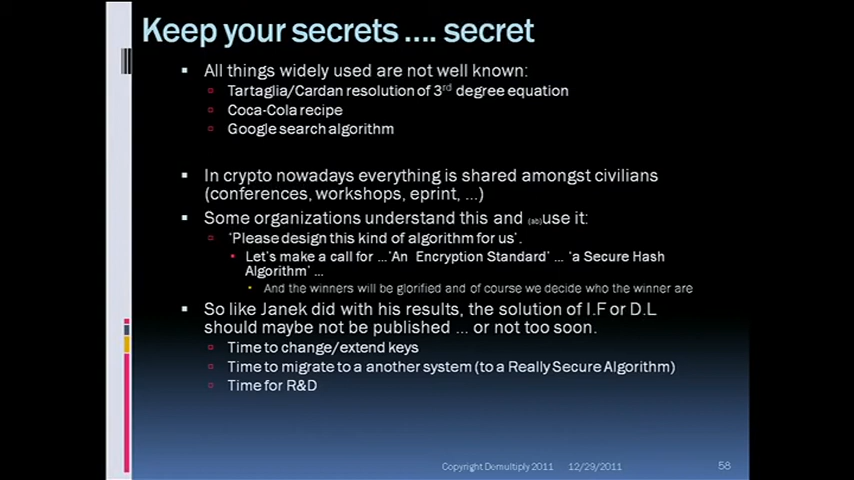 Keep your secrets .... secret
All things widely used are not well known:
Tartaglia/Cardan resolution of 3rd degree equation
Coca-Cola recipe
Google search algorithm
In crypto nowadays everything is shared amongst civilians
(conferences, workshops, eprint, ...)
Some organizations understand this and (ab)use it:
'Please design this kind of algorithm for us'.
Let's make a call for ...'An Encryption Standard' ... 'a Secure Hash
Algorithm' ...
And the winners will be glorified and of course we decide who the winner are
So like Janek did with his results, the solution of I.F or D.L
should maybe not be published ... or not too soon.
Time to change/extend keys
Time to migrate to a another system (to a Really Secure Algorithm)
Time for R&D
Copyright Demultiply 2011 12/29/2011 58